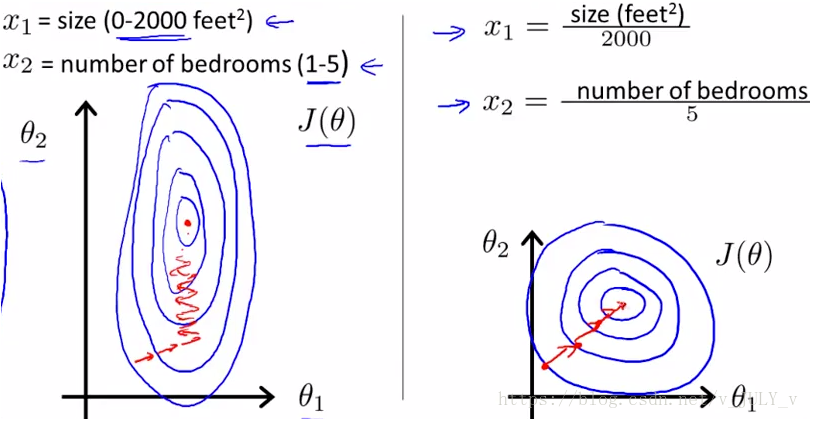 x₁ = size (0-2000 feet²)
x₂ = number of bedrooms (1-5)
θ₂
J(θ)
θ₁
x₁ = size (feet²) / 2000
x₂ = number of bedrooms / 5
θ₂
J(θ)
θ₁